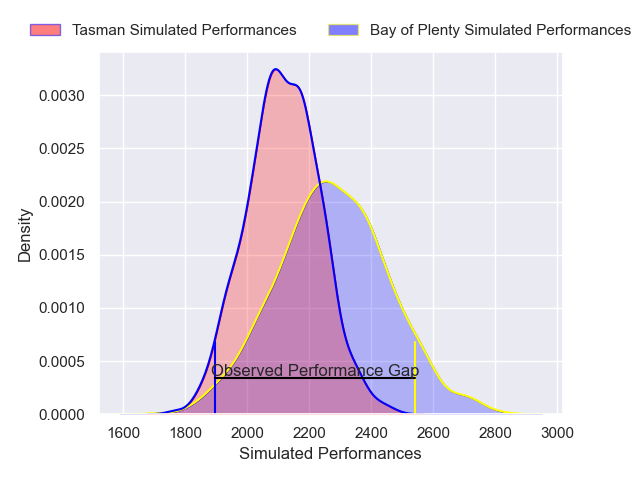 Tasman Simulated Performances
Bay of Plenty Simulated Performances
0.0030
0.0025
0.0020
0.0015
0.0010
0.0005
0.0000
Density
Observed Performance Gap
1600 1800 2000 2200 2400 2600 2800 3000
Simulated Performances